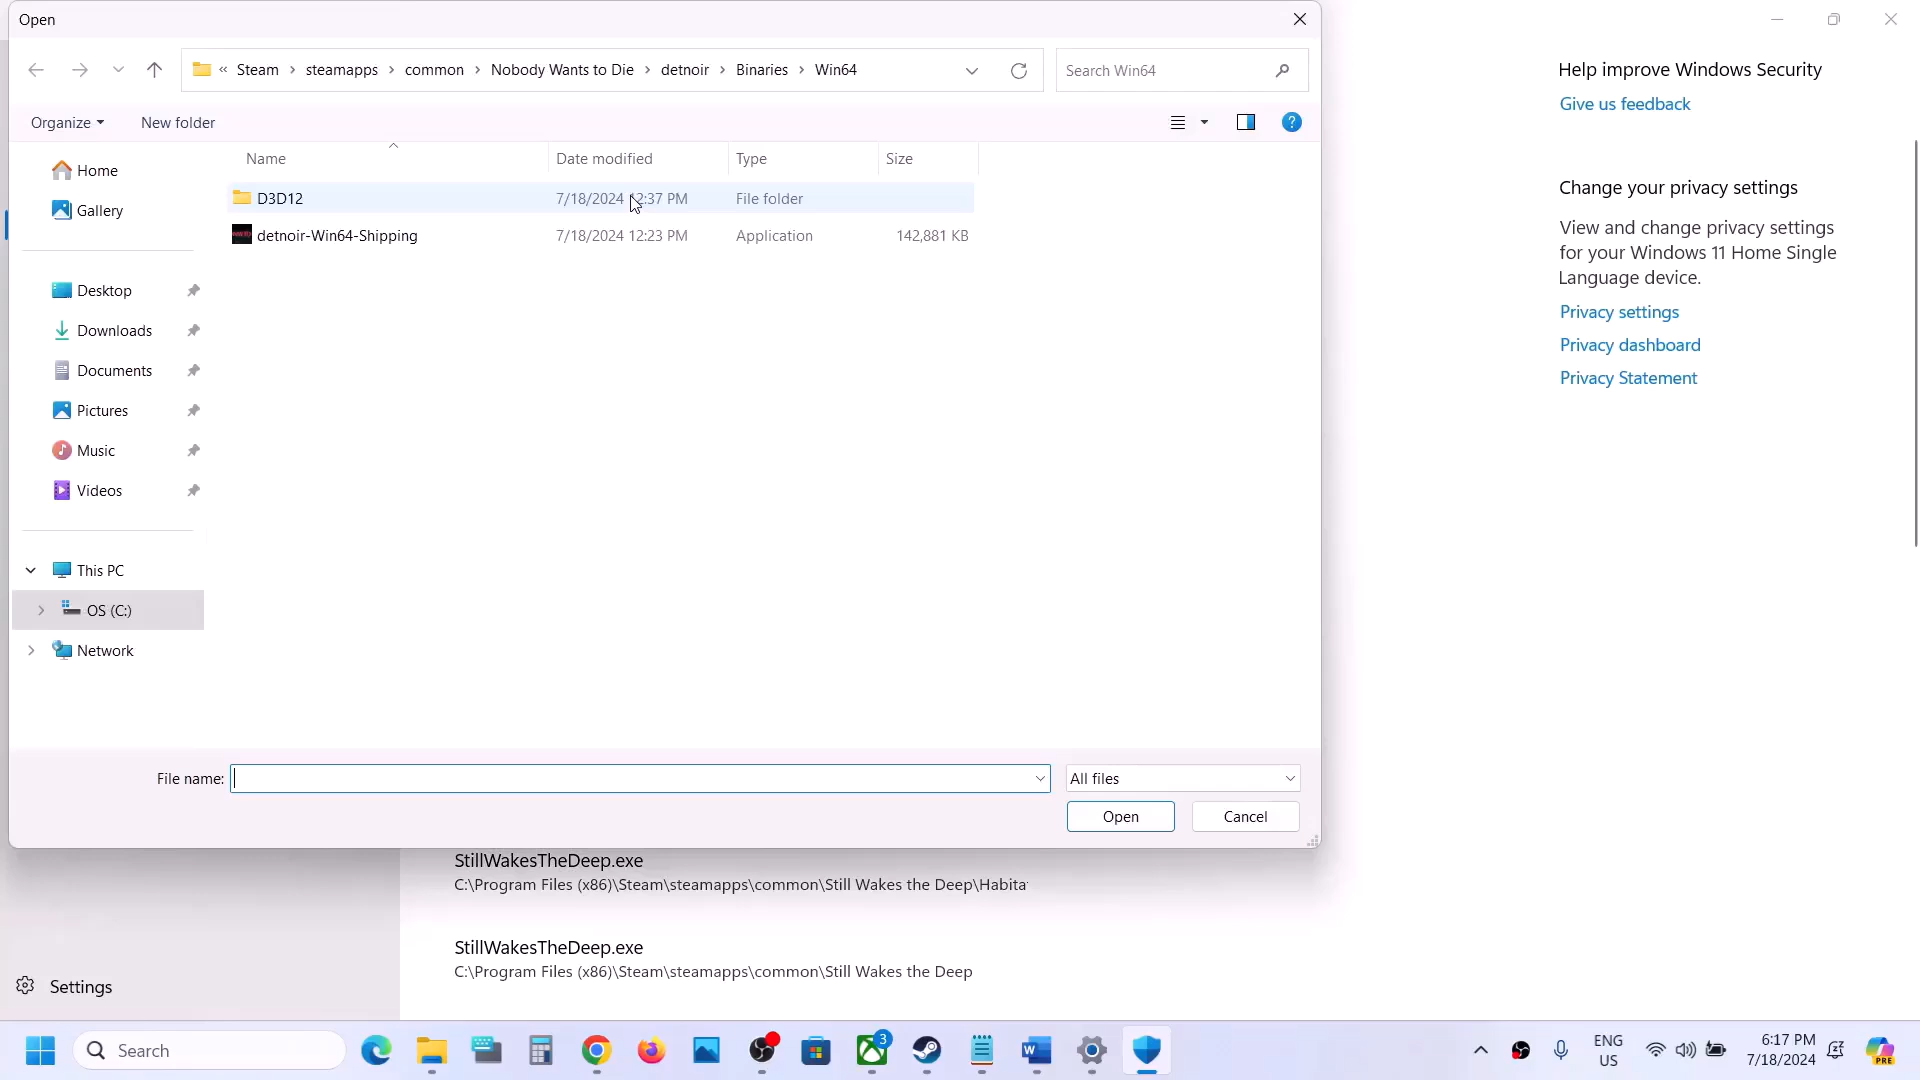 Open
« Steam > steamapps > common > Nobody Wants to Die > detnoir > Binaries > Win64
Search Win64
Organize
New folder
Name
Date modified
Type
Size
D3D12
7/18/2024 12:37 PM
File folder
detnoir-Win64-Shipping
7/18/2024 12:23 PM
Application
142,881 KB
Home
Gallery
Desktop
Downloads
Documents
Pictures
Music
Videos
This PC
OS (C:)
Network
File name:
All files
Open
Cancel
Help improve Windows Security
Give us feedback
Change your privacy settings
View and change privacy settings
for your Windows 11 Home Single
Language device.
Privacy settings
Privacy dashboard
Privacy Statement
StillWakesTheDeep.exe
C:\Program Files (x86)\Steam\steamapps\common\Still Wakes the Deep\Habita
StillWakesTheDeep.exe
C:\Program Files (x86)\Steam\steamapps\common\Still Wakes the Deep
Settings
Search
3
ENG
US
6:17 PM
7/18/2024
PRE